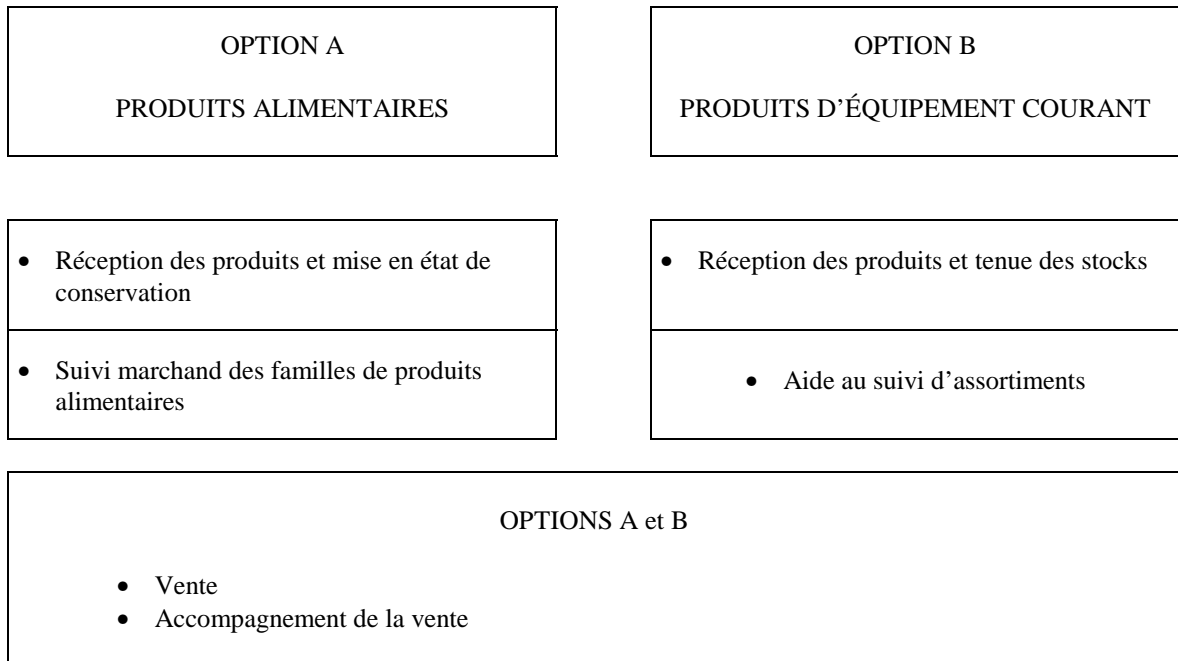 OPTION A
PRODUITS ALIMENTAIRES
OPTION B
PRODUITS D’ÉQUIPEMENT COURANT
• Réception des produits et mise en état de
conservation
• Réception des produits et tenue des stocks
• Suivi marchand des familles de produits
alimentaires
• Aide au suivi d’assortiments
OPTIONS A et B
• Vente
• Accompagnement de la vente